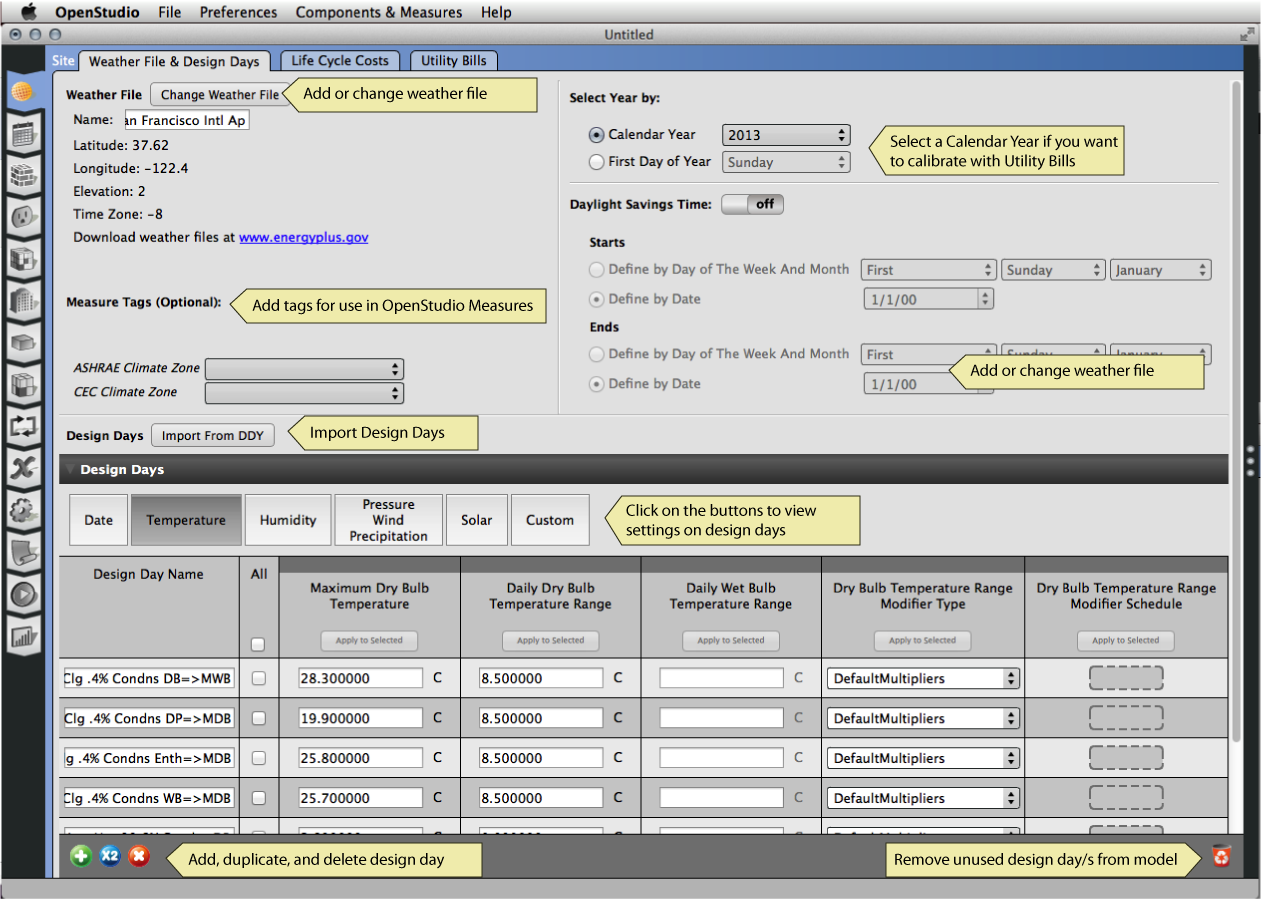 OpenStudio File Preferences Components & Measures Help
Untitled
Site Weather File & Design Days Life Cycle Costs Utility Bills
Weather File Change Weather File Add or change weather file
Name: an Francisco Intl Ap
Latitude: 37.62
Longitude: -122.4
Elevation: 2
Time Zone: -8
Download weather files at www.energyplus.gov
Measure Tags (Optional): Add tags for use in OpenStudio Measures
ASHRAE Climate Zone
CEC Climate Zone
Select Year by:
Calendar Year 2013
First Day of Year Sunday
Select a Calendar Year if you want
to calibrate with Utility Bills
Daylight Savings Time: off
Starts
Define by Day of The Week And Month First Sunday January
Define by Date 1/1/00
Ends
Define by Day of The Week And Month First Sunday January
Define by Date 1/1/00
Add or change weather file
Design Days Import From DDY Import Design Days
Design Days
Date Temperature Humidity
Pressure
Wind
Precipitation
Solar Custom
Click on the buttons to view
settings on design days
Design Day Name All
Maximum Dry Bulb
Temperature
Apply to Selected
Daily Dry Bulb
Temperature Range
Apply to Selected
Daily Wet Bulb
Temperature Range
Apply to Selected
Dry Bulb Temperature Range
Modifier Type
Apply to Selected
Dry Bulb Temperature Range
Modifier Schedule
Apply to Selected
Clg .4% Condns DB=>MWB 28.300000 C 8.500000 C C DefaultMultipliers
Clg .4% Condns DP=>MDB 19.900000 C 8.500000 C C DefaultMultipliers
g .4% Condns Enth=>MDB 25.800000 C 8.500000 C C DefaultMultipliers
Clg .4% Condns WB=>MDB 25.700000 C 8.500000 C C DefaultMultipliers
X2 Add, duplicate, and delete design day Remove unused design day/s from model